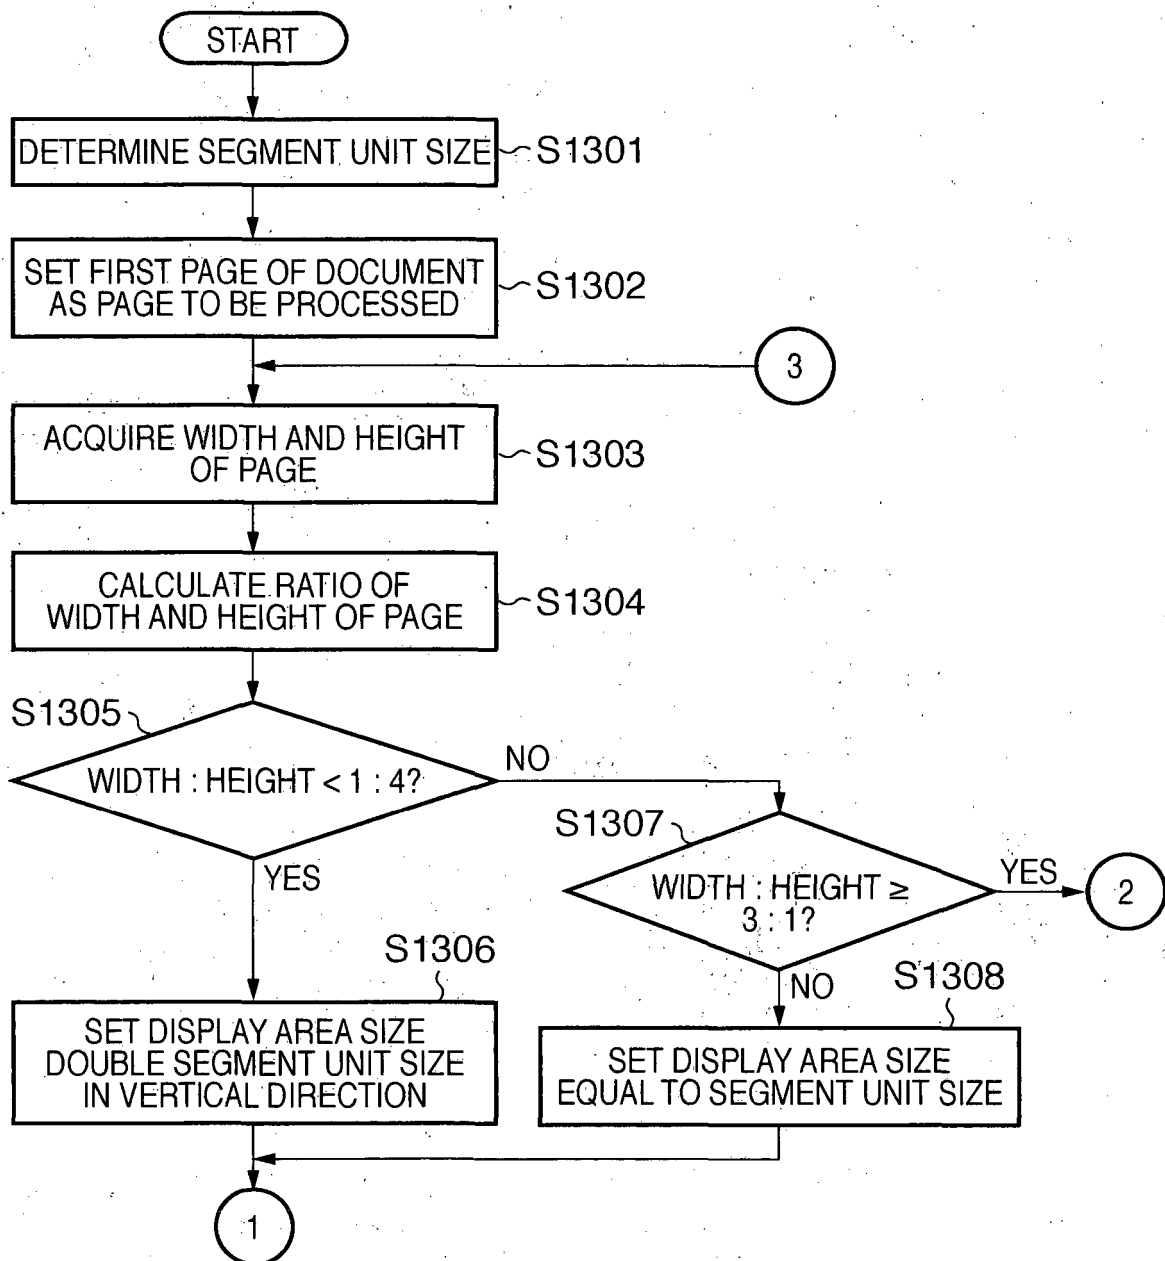 START
DETERMINE SEGMENT UNIT SIZE
S1301
SET FIRST PAGE OF DOCUMENT
AS PAGE TO BE PROCESSED
S1302
3
ACQUIRE WIDTH AND HEIGHT
OF PAGE
S1303
CALCULATE RATIO OF
WIDTH AND HEIGHT OF PAGE
S1304
S1305
WIDTH : HEIGHT < 1 : 4?
NO
YES
S1307
WIDTH : HEIGHT ≥
3 : 1?
YES
2
NO
S1306
SET DISPLAY AREA SIZE
DOUBLE SEGMENT UNIT SIZE
IN VERTICAL DIRECTION
S1308
SET DISPLAY AREA SIZE
EQUAL TO SEGMENT UNIT SIZE
1